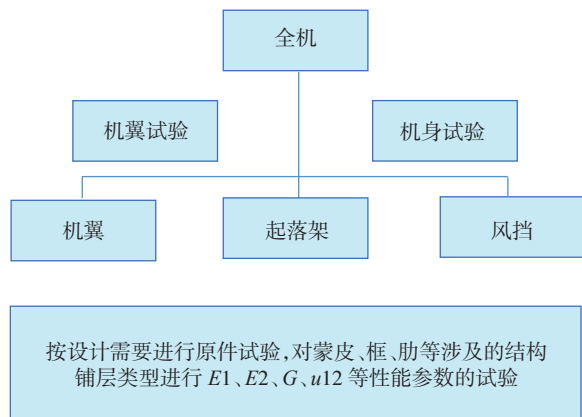 全机
机翼试验
机身试验
机翼
起落架
风挡
按设计需要进行原件试验,对蒙皮、框、肋等涉及的结构
铺层类型进行 E1、E2、G、u12 等性能参数的试验